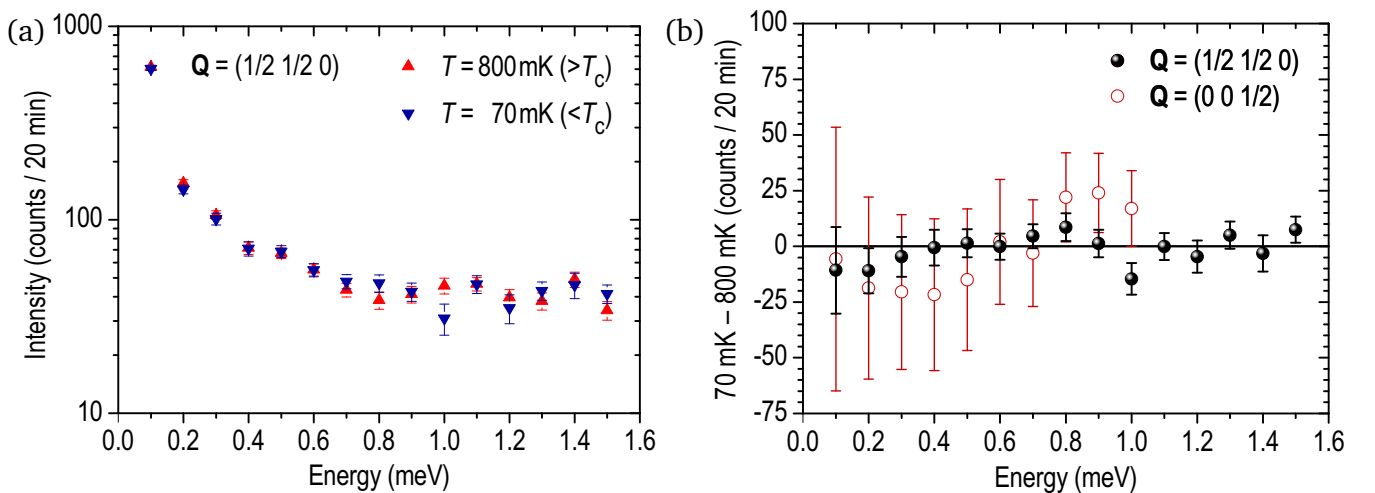 (a)
1000
100
10
Intensity (counts / 20 min)
Q = (1/2 1/2 0)
T = 800 mK (>Tc)
T = 70 mK (<Tc)
0.0 0.2 0.4 0.6 0.8 1.0 1.2 1.4 1.6
Energy (meV)
(b)
100
75
50
25
0
-25
-50
-75
70 mK – 800 mK (counts / 20 min)
Q = (1/2 1/2 0)
Q = (0 0 1/2)
0.0 0.2 0.4 0.6 0.8 1.0 1.2 1.4 1.6
Energy (meV)